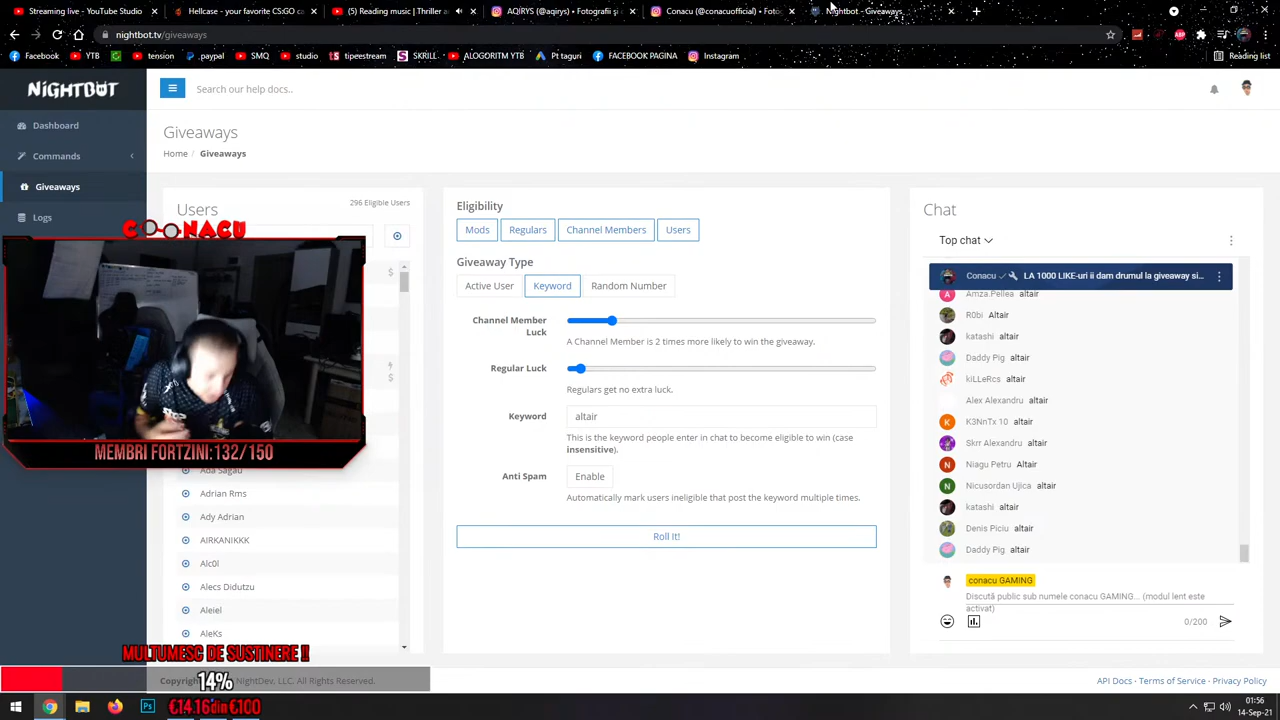 Streaming live - YouTube Studio
Hellcase.com CSGO ca
(5) Reading music | Thriller am
AQIRYS (@aqirys) • Fotografii și
Conacu (@conacuofficial) • Fotog
Nightbot - Giveaways
nightbot.tv/giveaways
Facebook
YTB
tension
.paypal
SMQ
studio
tipeestream
SKRILL
ALOGORITM YTB
Pt taguri
FACEBOOK PAGINA
Instagram
Reading list
NiGHTBOT
Search our help docs..
Dashboard
Commands
Giveaways
Logs
Giveaways
Home / Giveaways
Users
296 Eligible Users
COONACU
MEMBRI FORTZINI:132/150
Ada Sagau
Adrian Rms
Ady Adrian
AIRKANIKKK
Alc0l
Alecs Didutzu
Aleiel
AleKs
Eligibility
Mods
Regulars
Channel Members
Users
Giveaway Type
Active User
Keyword
Random Number
Channel Member Luck
A Channel Member is 2 times more likely to win the giveaway.
Regular Luck
Regulars get no extra luck.
Keyword
altair
This is the keyword people enter in chat to become eligible to win (case
insensitive).
Anti Spam
Enable
Automatically mark users ineligible that post the keyword multiple times.
Roll It!
Chat
Top chat
Conacu LA 1000 LIKE-uri ii dam drumul la giveaway si...
Amza.Pellea altair
R0bi Altair
katashi altair
Daddy Pig altair
kiLLeRcs altair
Alex Alexandru altair
K3NnTx 10 altair
Skrr Alexandru altair
Niagu Petru Altair
Nicusordan Ujica altair
katashi altair
Denis Piciu altair
Daddy Pig altair
conacu GAMING
Discută public sub numele conacu GAMING... (modul lent este
activat)
0/200
MULTUMESC DE SUSTINERE !!
14%
€14.16 din €100
NightDev, LLC. All Rights Reserved.
API Docs · Terms of Service · Privacy Policy
01:56
14-Sep-21